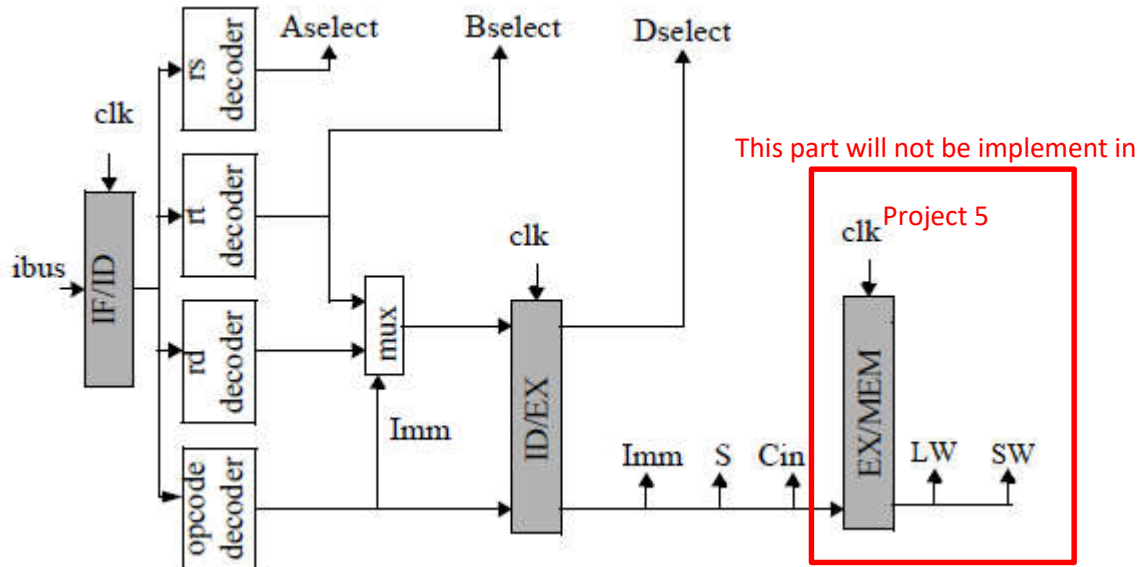 Aselect
Bselect
Dselect
rs
decoder
clk
This part will not be implement in
rt
decoder
clk
clk
Project 5
ibus
IF/ID
mux
rd
decoder
ID/EX
EX/MEM
Imm
Imm
S
Cin
LW
SW
opcode
decoder